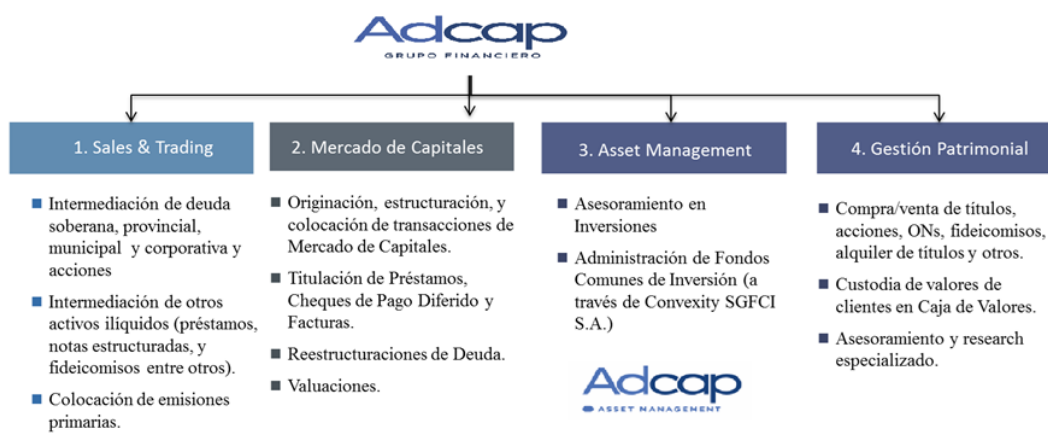 Adcap
GRUPO FINANCIERO
1. Sales & Trading
Intermediación de deuda
soberana, provincial,
municipal y corporativa y
acciones
Intermediación de otros
activos ilíquidos (préstamos,
notas estructuradas, y
fideicomisos entre otros).
Colocación de emisiones
primarias.
2. Mercado de Capitales
Originación, estructuración, y
colocación de transacciones de
Mercado de Capitales.
Titulación de Préstamos,
Cheques de Pago Diferido y
Facturas.
Reestructuraciones de Deuda.
Valuaciones.
3. Asset Management
Asesoramiento en
Inversiones
Administración de Fondos
Comunes de Inversión (a
través de Convexity SGFCI
S.A.)
Adcap
ASSET MANAGEMENT
4. Gestión Patrimonial
Compra/venta de títulos,
acciones, ONs, fideicomisos,
alquiler de títulos y otros.
Custodia de valores de
clientes en Caja de Valores.
Asesoramiento y research
especializado.